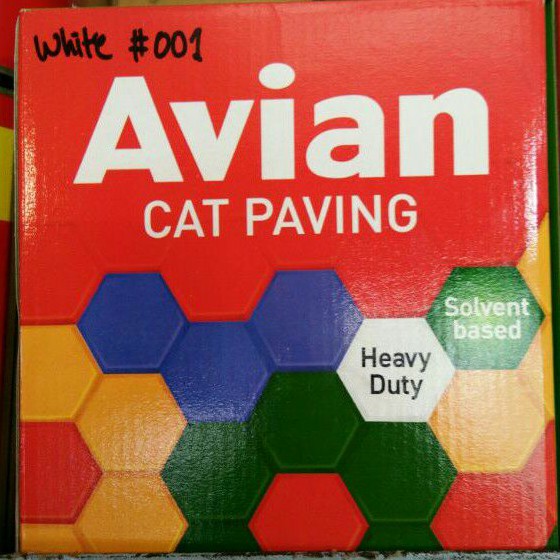 White #001
Avian
CAT PAVING
Solvent
based
Heavy
Duty